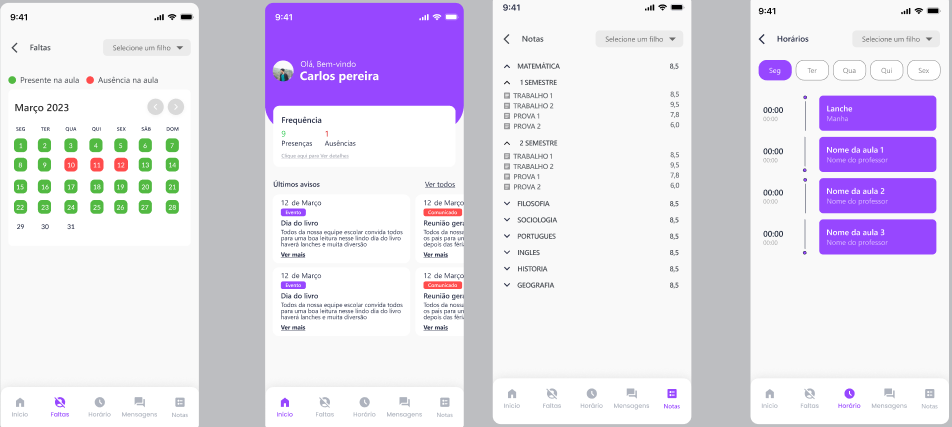 9:41
Faltas
Selecione um filho
Presente na aula
Ausência na aula
Março 2023
SEG TER QUA QUI SEX SÁB DOM
1 2 3 4 5 6 7
8 9 10 11 12 13 14
15 16 17 18 19 20 21
22 23 24 25 26 27 28
29 30 31
Início Faltas Horário Mensagens Notas
9:41
Olá, Bem-vindo
Carlos pereira
Frequência
9 1
Presenças Ausências
Clique aqui para Ver detalhes
Últimos avisos Ver todos
12 de Março
Evento
Dia do livro
Todos da nossa equipe escolar convida todos
para uma boa leitura nesse lindo dia do livro
haverá lanches e muita diversão
Ver mais
12 de Março
Comunicado
Reunião gera
Todos da nossa
os pais para um
depois das féria
Ver mais
12 de Março
Evento
Dia do livro
Todos da nossa equipe escolar convida todos
para uma boa leitura nesse lindo dia do livro
haverá lanches e muita diversão
Ver mais
12 de Março
Comunicado
Reunião gera
Todos da nossa
os pais para um
depois das féria
Ver mais
Início Faltas Horário Mensagens Notas
9:41
Notas
Selecione um filho
MATEMÁTICA 8,5
1 SEMESTRE
TRABALHO 1 8,5
TRABALHO 2 9,5
PROVA 1 7,8
PROVA 2 6,0
2 SEMESTRE
TRABALHO 1 8,5
TRABALHO 2 9,5
PROVA 1 7,8
PROVA 2 6,0
FILOSOFIA 8,5
SOCIOLOGIA 8,5
PORTUGUES 8,5
INGLES 8,5
HISTORIA 8,5
GEOGRAFIA 8,5
Início Faltas Horário Mensagens Notas
9:41
Horários
Selecione um filho
Seg Ter Qua Qui Sex
00:00
00:00
Lanche
Manha
00:00
00:00
Nome da aula 1
Nome do professor
00:00
00:00
Nome da aula 2
Nome do professor
00:00
00:00
Nome da aula 3
Nome do professor
Início Faltas Horário Mensagens Notas